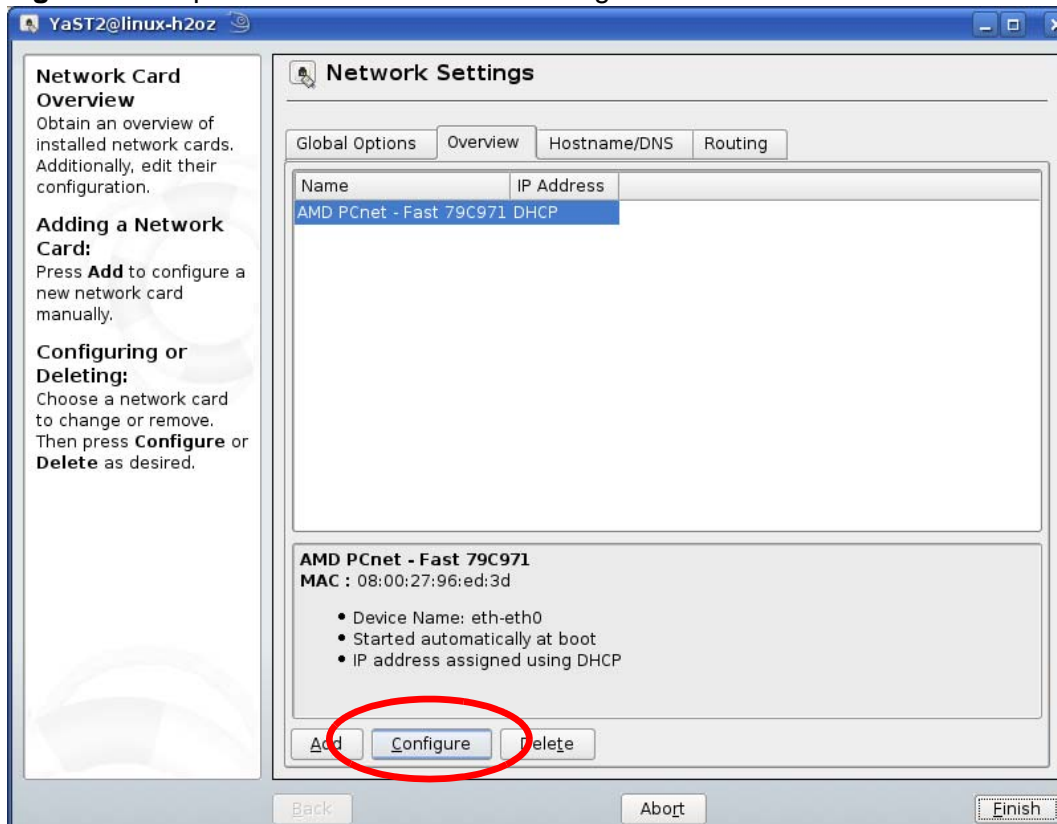 YaST2@linux-h2oz
Network Card
Overview
Obtain an overview of
installed network cards.
Additionally, edit their
configuration.
Adding a Network
Card:
Press Add to configure a
new network card
manually.
Configuring or
Deleting:
Choose a network card
to change or remove.
Then press Configure or
Delete as desired.
Network Settings
Global Options Overview Hostname/DNS Routing
Name IP Address
AMD PCnet - Fast 79C971 DHCP
AMD PCnet - Fast 79C971
MAC : 08:00:27:96:ed:3d
• Device Name: eth-eth0
• Started automatically at boot
• IP address assigned using DHCP
Add Configure Delete
Back Abort Finish